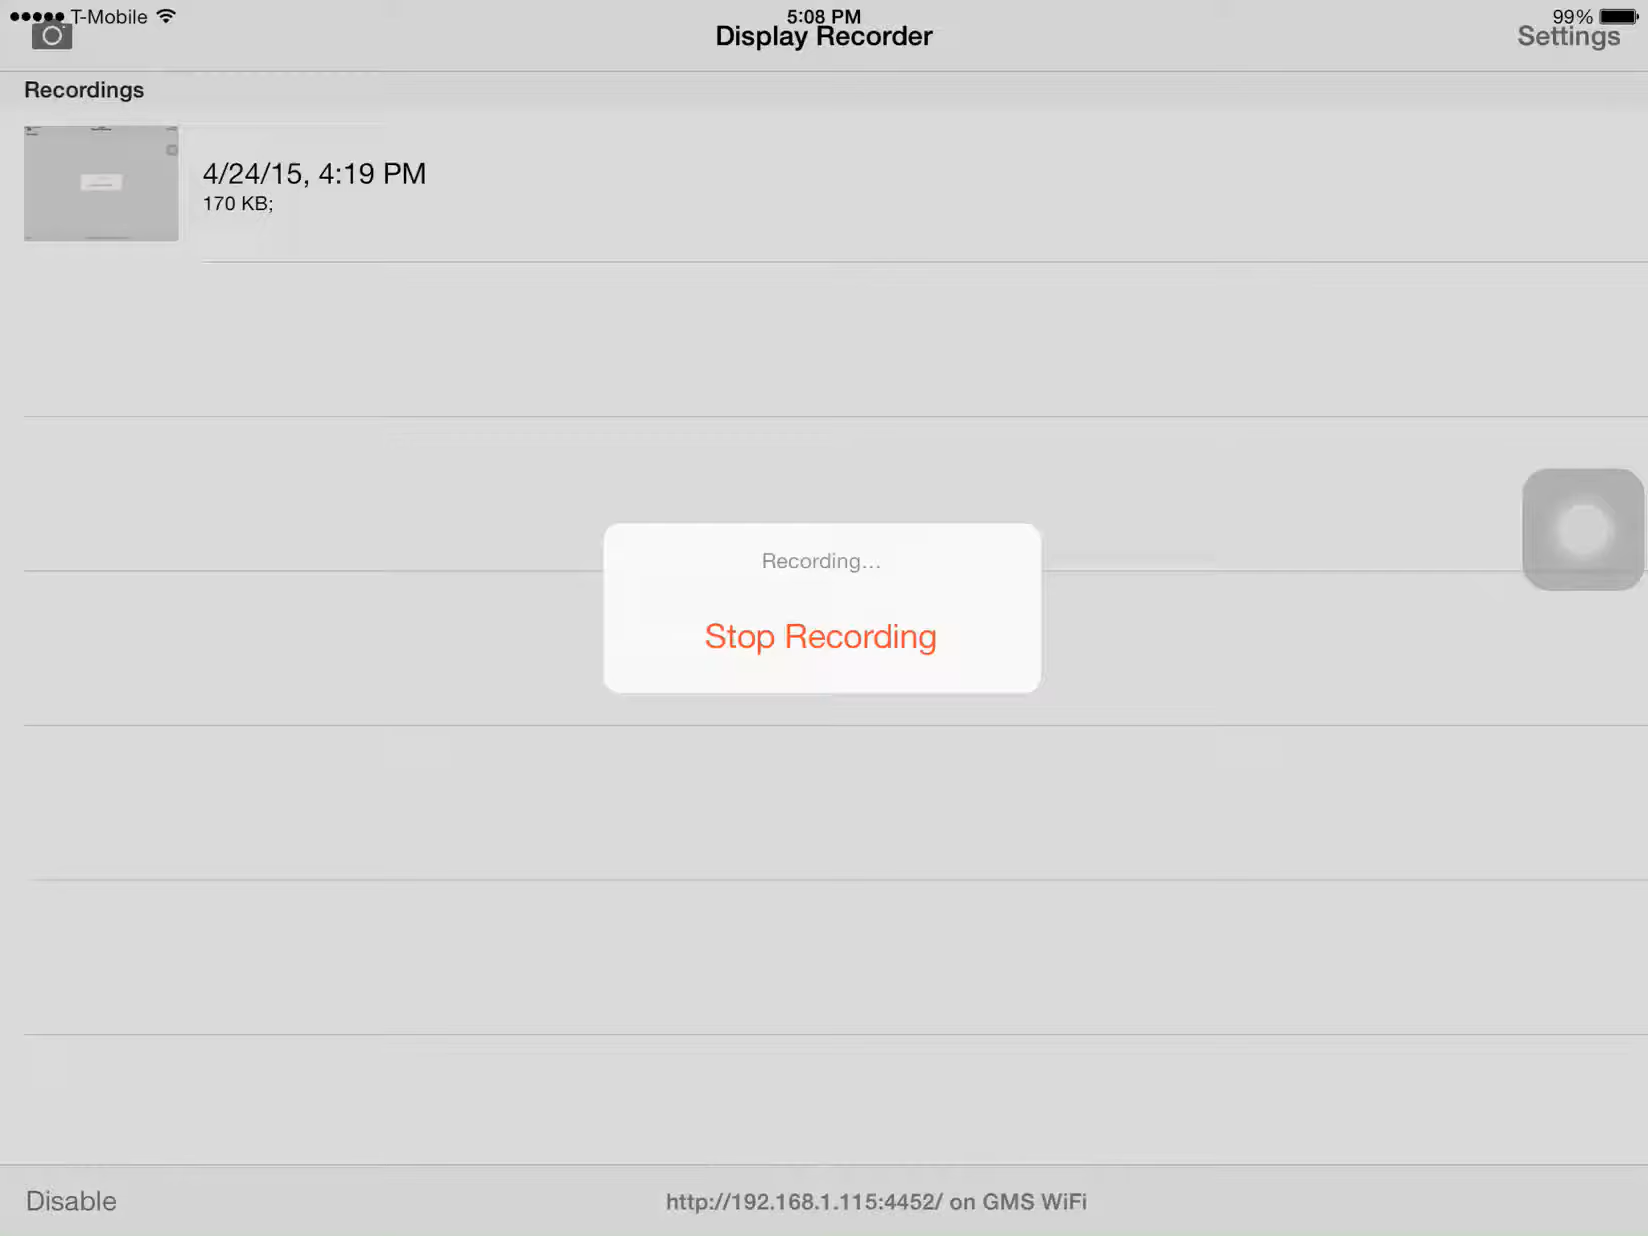 T-Mobile 5:08 PM 99%
Display Recorder Settings
Recordings
4/24/15, 4:19 PM
170 KB;
Recording...
Stop Recording
Disable http://192.168.1.115:4452/ on GMS WiFi